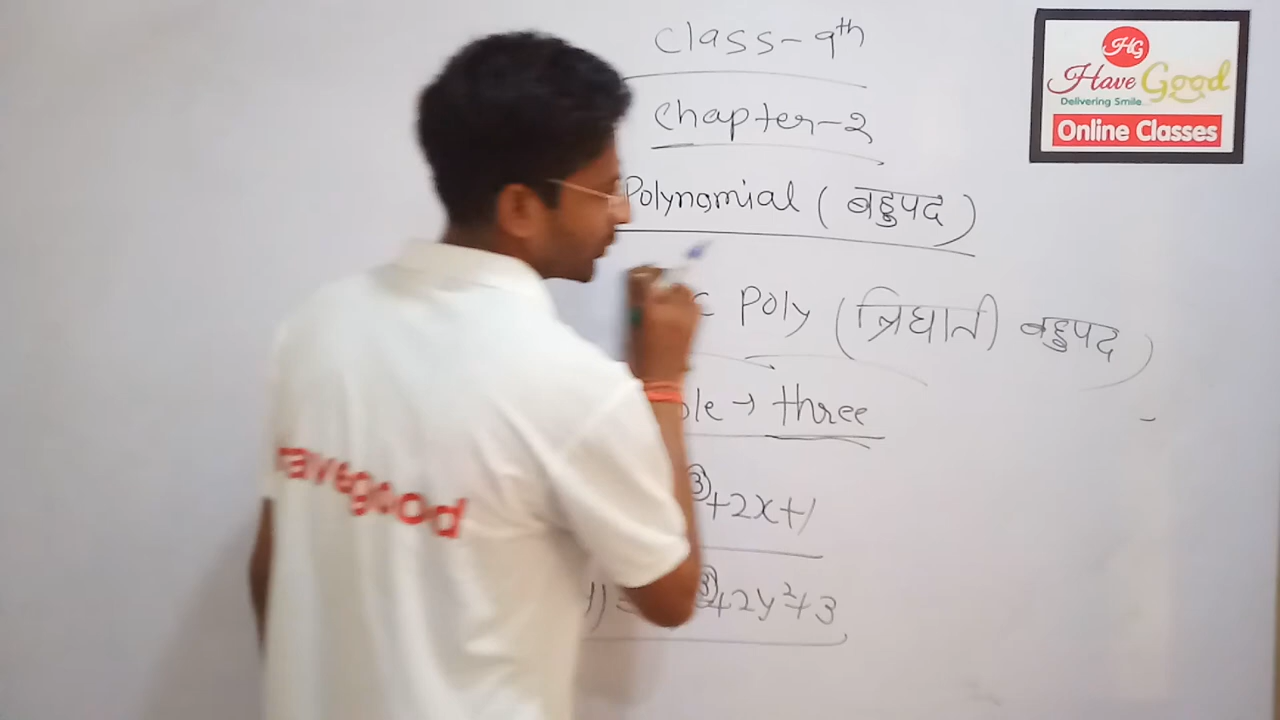 Class-9th
Chapter-2
Polynomial (बहुपद)
Poly (त्रिघाती बहुपद)
→ three
+2x+1
+2y²+3
havegood
HG
Have Good
Delivering Smile...
Online Classes